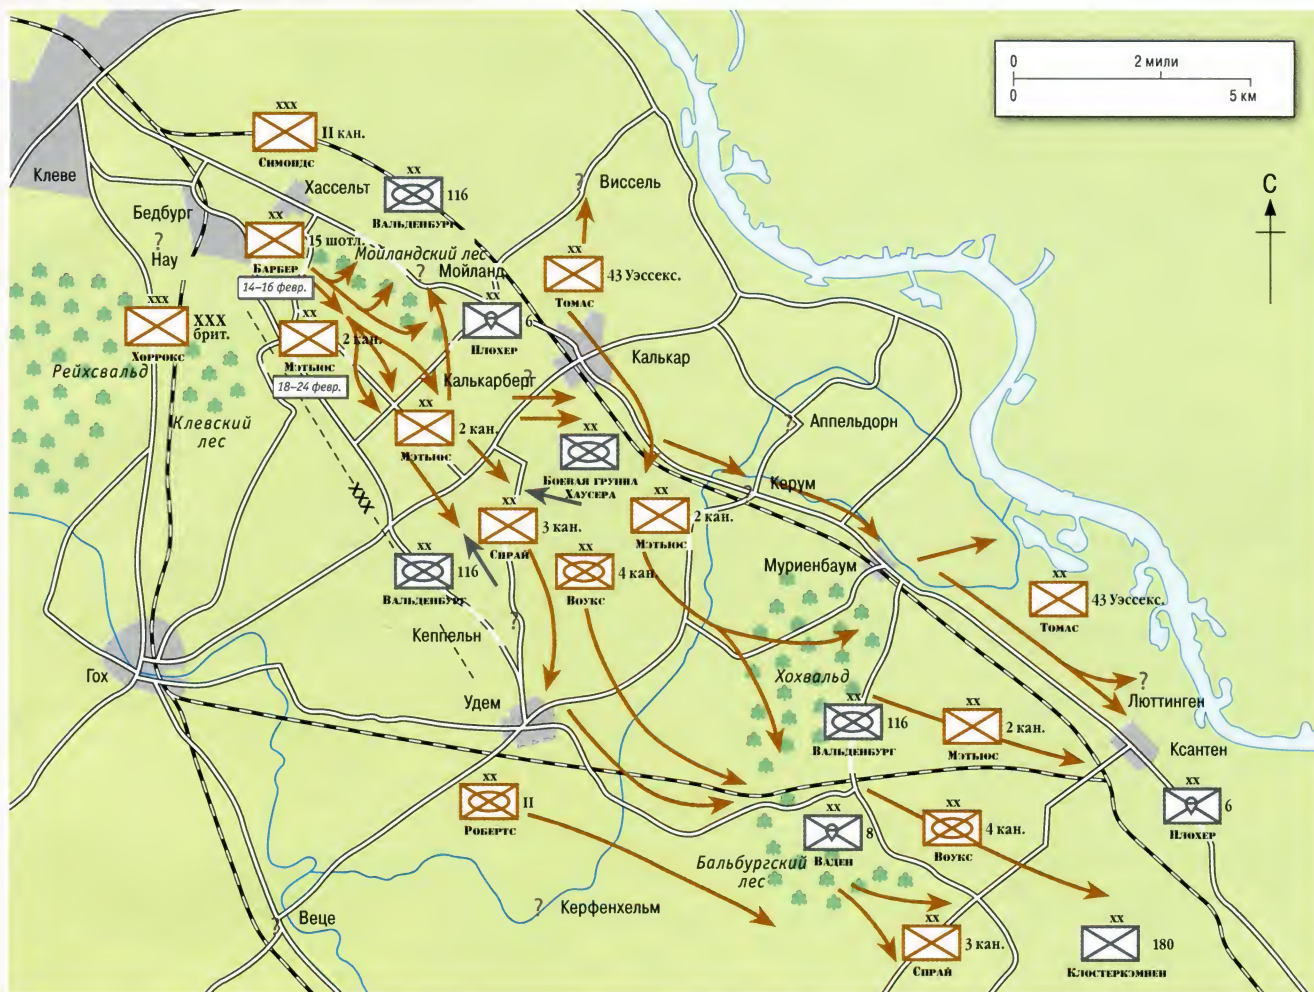 0 2 мили
0 5 км
С
XXX
II кан.
Симондс
Клеве
Хассельт
XX
116
Вальденбург
Виссель
?
Бедбург
?
Нау
XX
15 шотл.
Барбер
14–16 февр.
Мойландский лес
?
Мойланд
XX
43 Уэссекс.
Томас
XXX
XXX
брит.
Хоррокс
XX
2 кан.
Мэтьюс
18–24 февр.
XX
6
Плохер
Калькар
Рейхсвальд
Калькарберг
?
Клевский
лес
XX
2 кан.
Мэтьюс
Аппельдорн
?
XX
Боевая группа
Хаусера
Керум
?
XXX
XX
3 кан.
Спрай
XX
2 кан.
Мэтьюс
XX
116
Вальденбург
XX
4 кан.
Воукс
Муриенбаум
XX
43 Уэссекс.
Томас
Кеппельн
?
Гох
Удем
Хохвальд
?
Люттинген
XX
116
Вальденбург
XX
2 кан.
Мэтьюс
Ксантен
XX
II
Робертс
XX
6
Плохер
XX
8
Ваден
XX
4 кан.
Воукс
Бальбургский
лес
Веце
?
?
Керфенхельм
XX
3 кан.
Спрай
XX
180
Клостеркэмпен